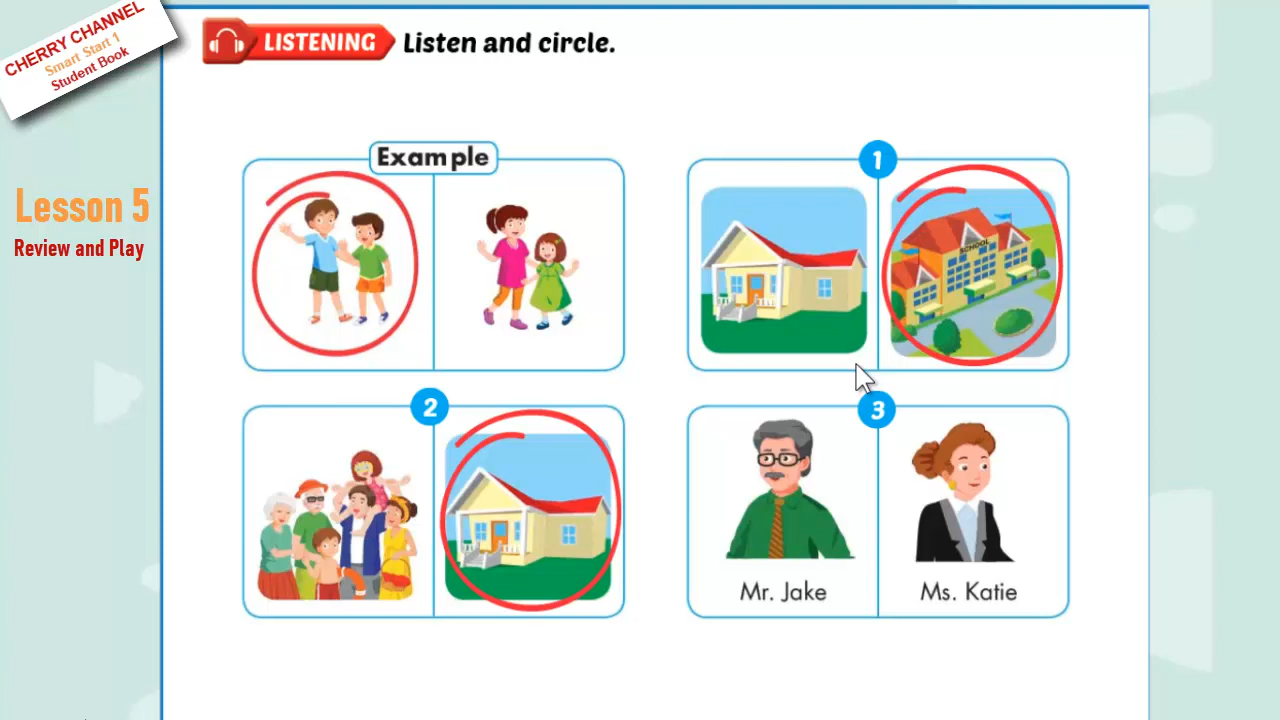 CHERRY CHANNEL
Smart Start 1
Student Book
LISTENING Listen and circle.
Lesson 5
Review and Play
Example
1
SCHOOL
2
3
Mr. Jake
Ms. Katie